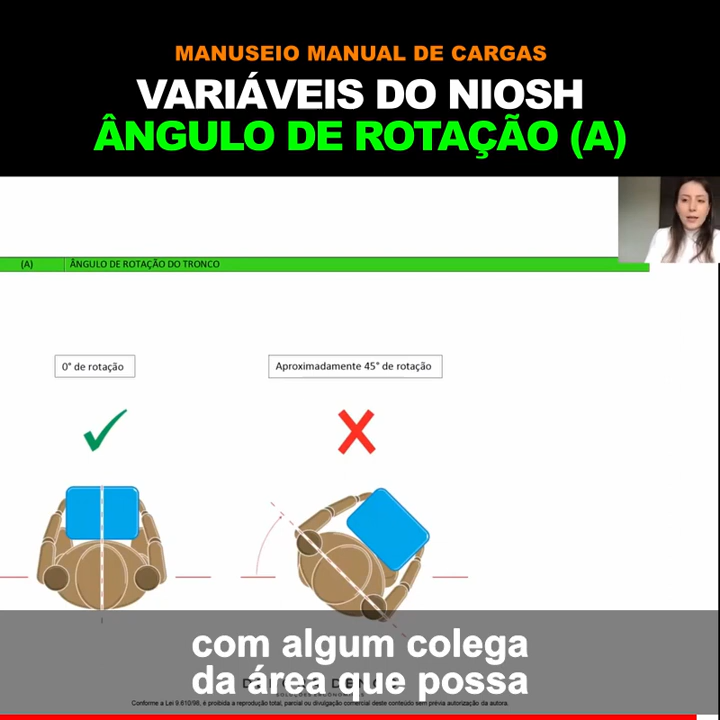 MANUSEIO MANUAL DE CARGAS
VARIÁVEIS DO NIOSH
ÂNGULO DE ROTAÇÃO (A)
(A) ÂNGULO DE ROTAÇÃO DO TRONCO
0° de rotação
Aproximadamente 45° de rotação
com algum colega
da área que possa
Conforme a Lei 9.610/98, é proibida a reprodução total, parcial ou divulgação comercial deste conteúdo sem prévia autorização da autora.